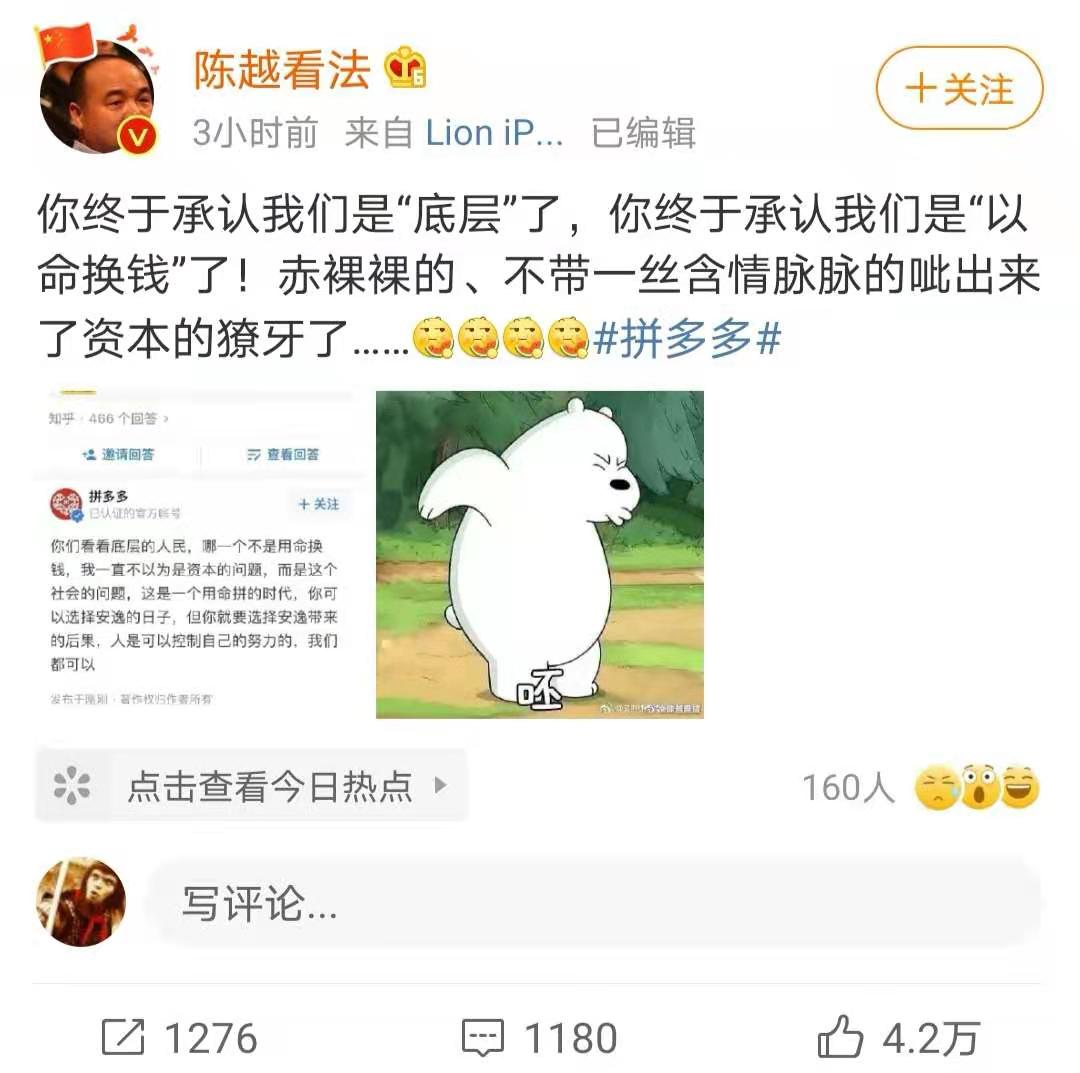 陈越看法
+关注
3小时前 来自 Lion iP... 已编辑
你终于承认我们是“底层”了，你终于承认我们是“以
命换钱”了！赤裸裸的、不带一丝含情脉脉的呲出来
了资本的獠牙了......#拼多多#
知乎 · 466 个回答 >
邀请回答 查看回答
拼多多
已认证的官方账号
+ 关注
你们看看底层的人民，哪一个不是用命换
钱，我一直不以为是资本的问题，而是这个
社会的问题，这是一个用命拼的时代，你可
以选择安逸的日子，但你就要选择安逸带来
的后果，人是可以控制自己的努力的，我们
都可以
发布于刚刚 · 著作权归作者所有
呸
点击查看今日热点
160人
写评论...
1276 1180 4.2万